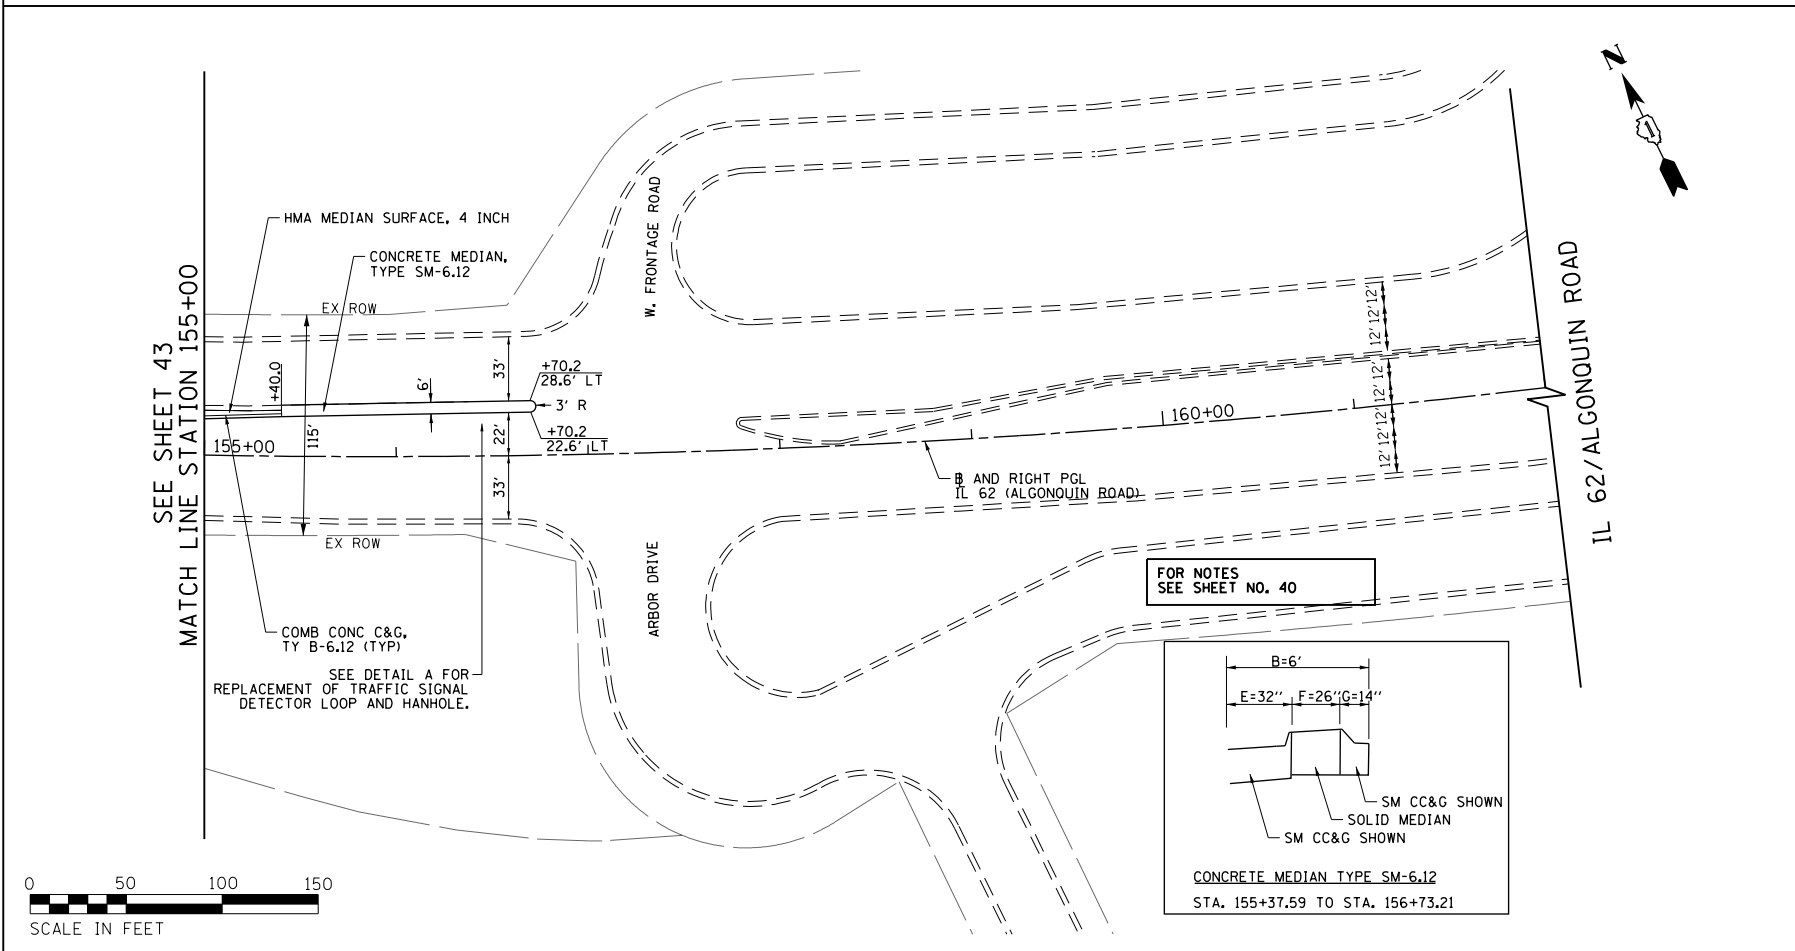 N
HMA MEDIAN SURFACE, 4 INCH
CONCRETE MEDIAN,
TYPE SM-6.12
W. FRONTAGE ROAD
EX ROW
SEE SHEET 43
MATCH LINE STATION 155+00
+40.0
6'
33'
+70.2
28.6' LT
3' R
+70.2
22.6' LT
22'
33'
115'
155+00
160+00
12' 12' 12'
12' 12'
12' 12' 12'
IL 62/ALGONQUIN ROAD
AND RIGHT PGL
IL 62 (ALGONQUIN ROAD)
EX ROW
ARBOR DRIVE
FOR NOTES
SEE SHEET NO. 40
COMB CONC C&G,
TY B-6.12 (TYP)
SEE DETAIL A FOR
REPLACEMENT OF TRAFFIC SIGNAL
DETECTOR LOOP AND HANHOLE.
B=6'
E=32'' F=26'' G=14''
SM CC&G SHOWN
SOLID MEDIAN
SM CC&G SHOWN
CONCRETE MEDIAN TYPE SM-6.12
STA. 155+37.59 TO STA. 156+73.21
0 50 100 150
SCALE IN FEET